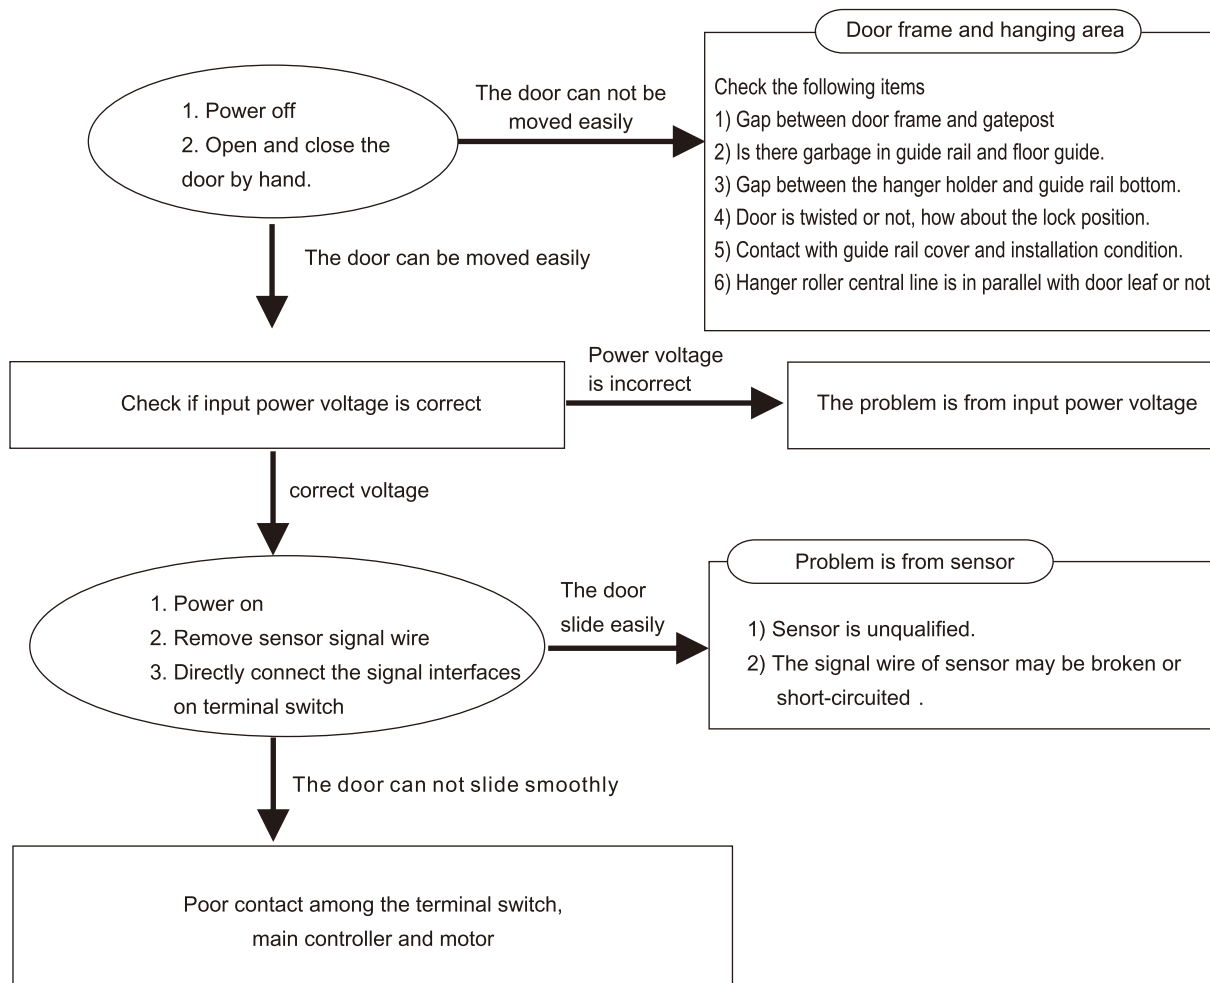 Door frame and hanging area
1. Power off
2. Open and close the
door by hand.
The door can not be
moved easily
Check the following items
1) Gap between door frame and gatepost
2) Is there garbage in guide rail and floor guide.
3) Gap between the hanger holder and guide rail bottom.
4) Door is twisted or not, how about the lock position.
5) Contact with guide rail cover and installation condition.
6) Hanger roller central line is in parallel with door leaf or not
The door can be moved easily
Check if input power voltage is correct
Power voltage
is incorrect
The problem is from input power voltage
correct voltage
1. Power on
2. Remove sensor signal wire
3. Directly connect the signal interfaces
on terminal switch
The door
slide easily
Problem is from sensor
1) Sensor is unqualified.
2) The signal wire of sensor may be broken or
short-circuited .
The door can not slide smoothly
Poor contact among the terminal switch,
main controller and motor